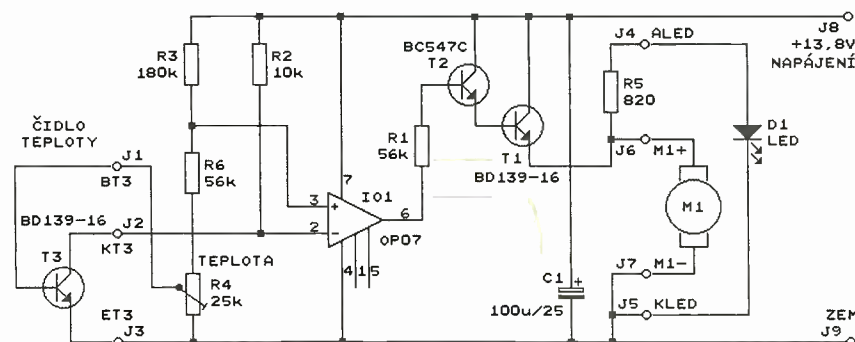 R3
180k
R2
10k
BC547C
T2
J4
ALED
J8
+13,8V
NAPÁJENÍ
R5
820
ČIDLO
TEPLOTY
J1
BT3
R6
56k
R1
56k
T1
BD139-16
J6
M1+
D1
LED
7
3
+
IO1
6
BD139-16
J2
KT3
2
-
OP07
M1
T3
TEPLOTA
R4
25k
4
1
5
C1
+
100u/25
J7
M1-
J5
KLED
ET3
J3
ZEM
J9